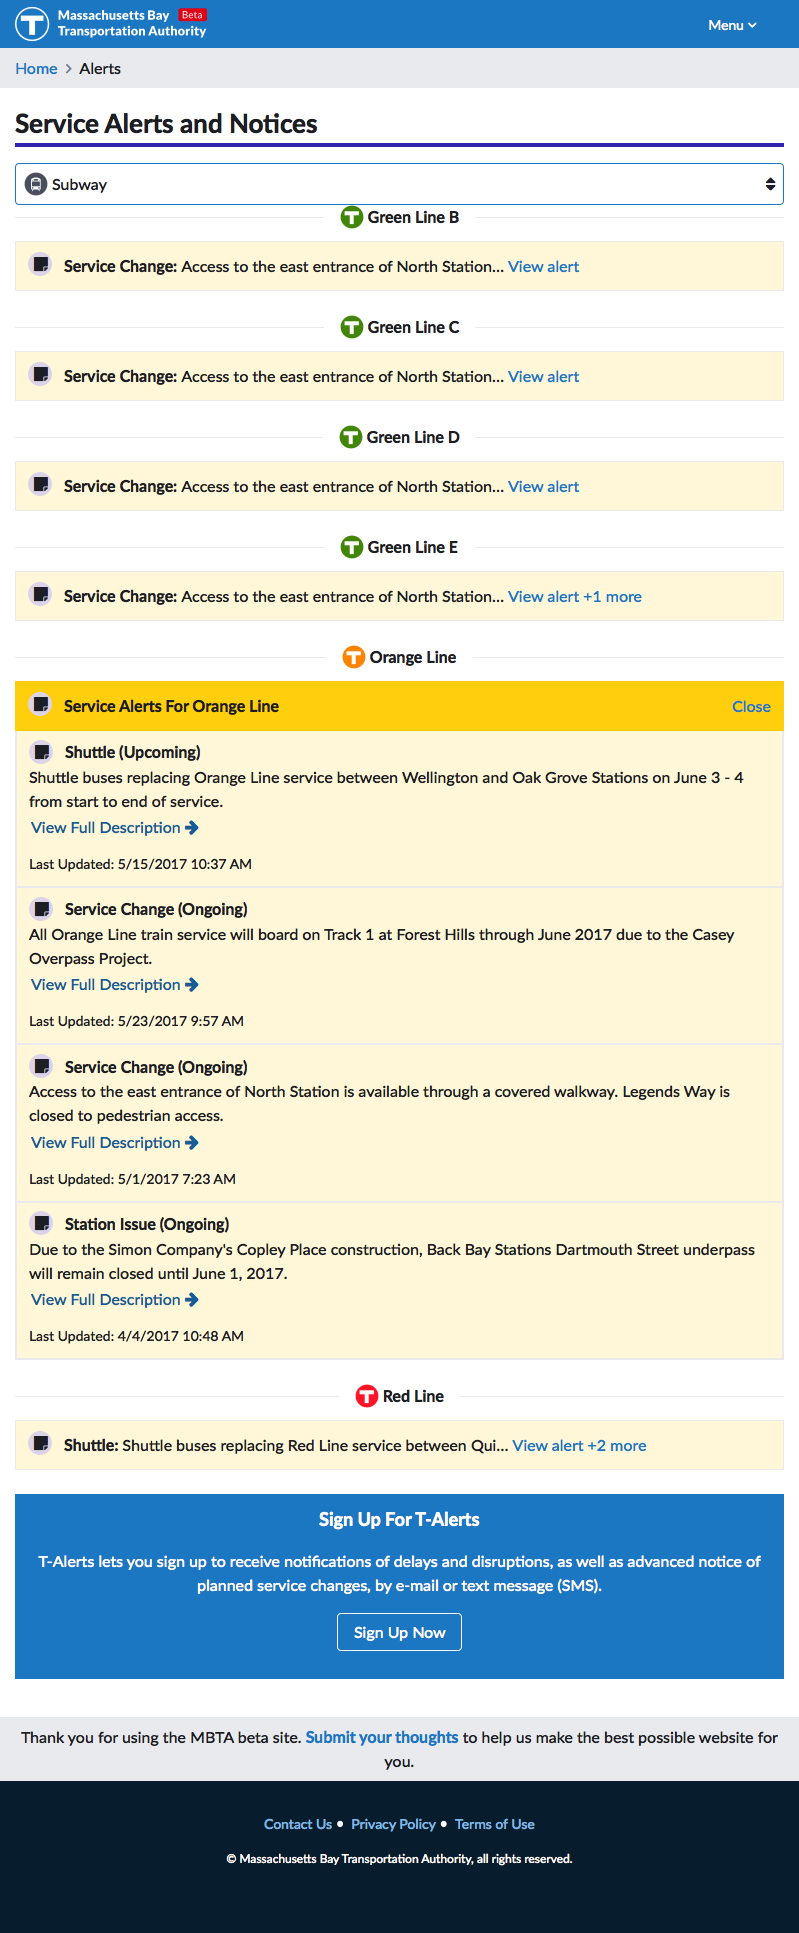 Massachusetts Bay Beta
Transportation Authority
Menu
Home > Alerts
Service Alerts and Notices
Subway
T Green Line B
Service Change: Access to the east entrance of North Station... View alert
T Green Line C
Service Change: Access to the east entrance of North Station... View alert
T Green Line D
Service Change: Access to the east entrance of North Station... View alert
T Green Line E
Service Change: Access to the east entrance of North Station... View alert +1 more
T Orange Line
Service Alerts For Orange Line Close
Shuttle (Upcoming)
Shuttle buses replacing Orange Line service between Wellington and Oak Grove Stations on June 3 - 4
from start to end of service.
View Full Description
Last Updated: 5/15/2017 10:37 AM
Service Change (Ongoing)
All Orange Line train service will board on Track 1 at Forest Hills through June 2017 due to the Casey
Overpass Project.
View Full Description
Last Updated: 5/23/2017 9:57 AM
Service Change (Ongoing)
Access to the east entrance of North Station is available through a covered walkway. Legends Way is
closed to pedestrian access.
View Full Description
Last Updated: 5/1/2017 7:23 AM
Station Issue (Ongoing)
Due to the Simon Company's Copley Place construction, Back Bay Stations Dartmouth Street underpass
will remain closed until June 1, 2017.
View Full Description
Last Updated: 4/4/2017 10:48 AM
T Red Line
Shuttle: Shuttle buses replacing Red Line service between Qui... View alert +2 more
Sign Up For T-Alerts
T-Alerts lets you sign up to receive notifications of delays and disruptions, as well as advanced notice of
planned service changes, by e-mail or text message (SMS).
Sign Up Now
Thank you for using the MBTA beta site. Submit your thoughts to help us make the best possible website for
you.
Contact Us • Privacy Policy • Terms of Use
© Massachusetts Bay Transportation Authority, all rights reserved.